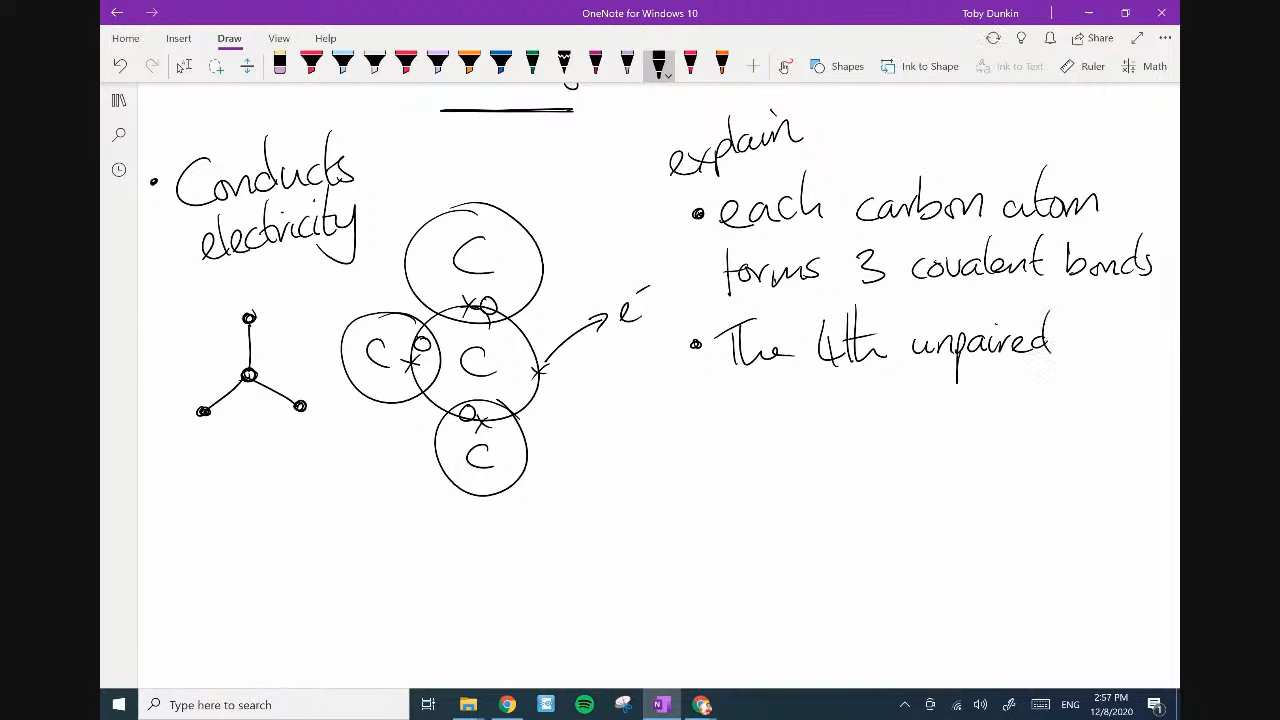 OneNote for Windows 10
Toby Dunkin
Home Insert Draw View Help
Share
Shapes
Ink to Shape
Ink to Text
Ruler
Math
• Conducts
electricity
C
C
C
C
e-
explain
• each carbon atom
forms 3 covalent bonds
• The 4th unpaired
Type here to search
ENG
2:57 PM
12/8/2020
1